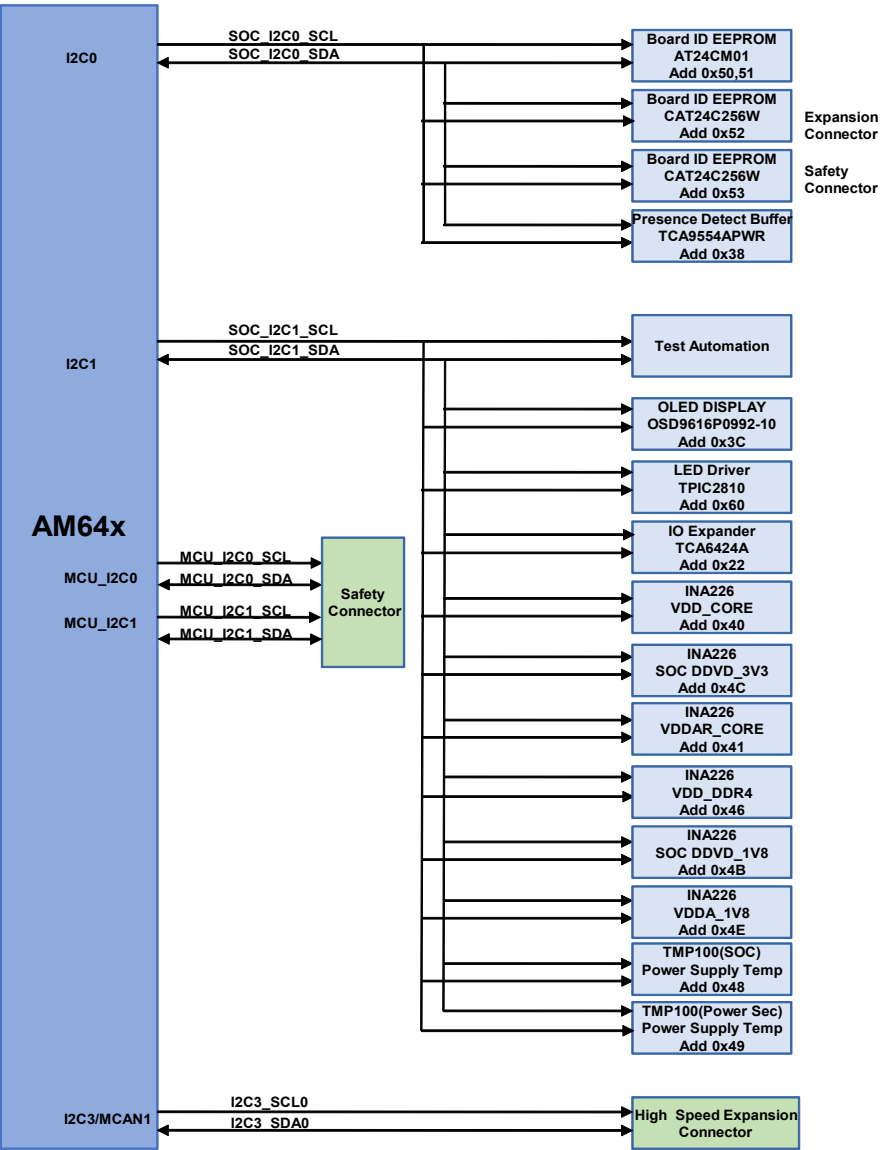 I2C0
SOC_I2C0_SCL
SOC_I2C0_SDA
Board ID EEPROM
AT24CM01
Add 0x50,51
Board ID EEPROM
CAT24C256W
Add 0x52
Expansion
Connector
Board ID EEPROM
CAT24C256W
Add 0x53
Safety
Connector
Presence Detect Buffer
TCA9554APWR
Add 0x38
I2C1
SOC_I2C1_SCL
SOC_I2C1_SDA
Test Automation
OLED DISPLAY
OSD9616P0992-10
Add 0x3C
LED Driver
TPIC2810
Add 0x60
AM64x
IO Expander
TCA6424A
Add 0x22
MCU_I2C0
MCU_I2C0_SCL
MCU_I2C0_SDA
MCU_I2C1
MCU_I2C1_SCL
MCU_I2C1_SDA
Safety
Connector
INA226
VDD_CORE
Add 0x40
INA226
SOC DDVD_3V3
Add 0x4C
INA226
VDDAR_CORE
Add 0x41
INA226
VDD_DDR4
Add 0x46
INA226
SOC DDVD_1V8
Add 0x4B
INA226
VDDA_1V8
Add 0x4E
TMP100(SOC)
Power Supply Temp
Add 0x48
TMP100(Power Sec)
Power Supply Temp
Add 0x49
I2C3/MCAN1
I2C3_SCL0
I2C3_SDA0
High Speed Expansion
Connector